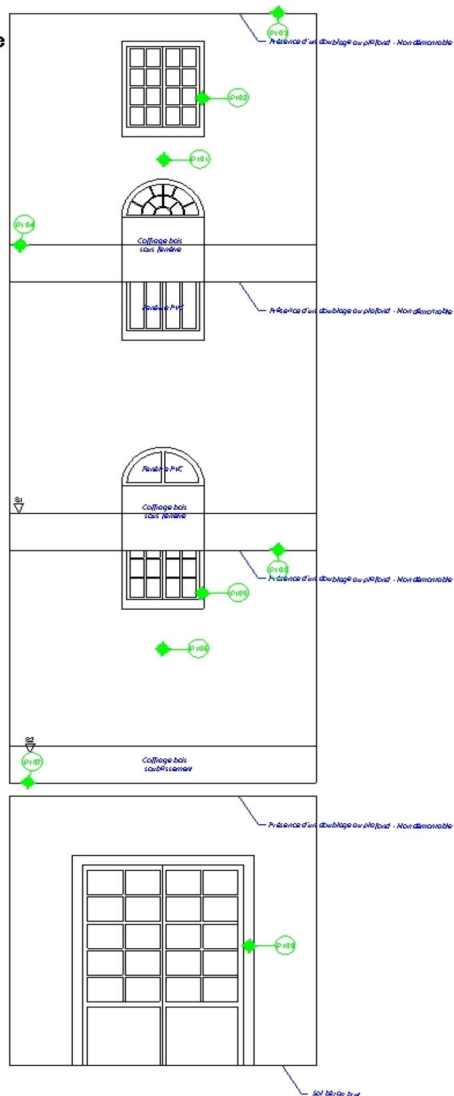 e
Présence d'un doublage au plafond - Non démontable
Pr03
Pr02
Pr01
Pr04
Coffrage bois
sous fenêtre
Fenêtre PVC
Présence d'un doublage au plafond - Non démontable
Fenêtre PVC
S1
Coffrage bois
sous fenêtre
Présence d'un doublage au plafond - Non démontable
Pr05
Pr06
S2
Pr07
Coffrage bois
soubassement
Présence d'un doublage au plafond - Non démontable
Sol béton brut